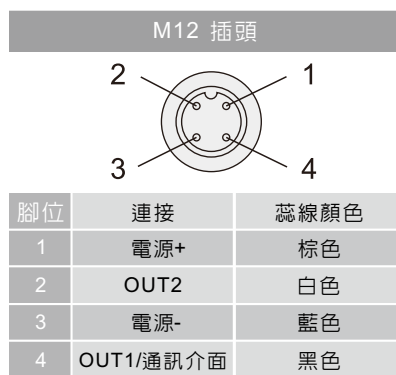 M12 插頭
2 1
3 4
腳位 連接 蕊線顏色
1 電源+ 棕色
2 OUT2 白色
3 電源- 藍色
4 OUT1/通訊介面 黑色